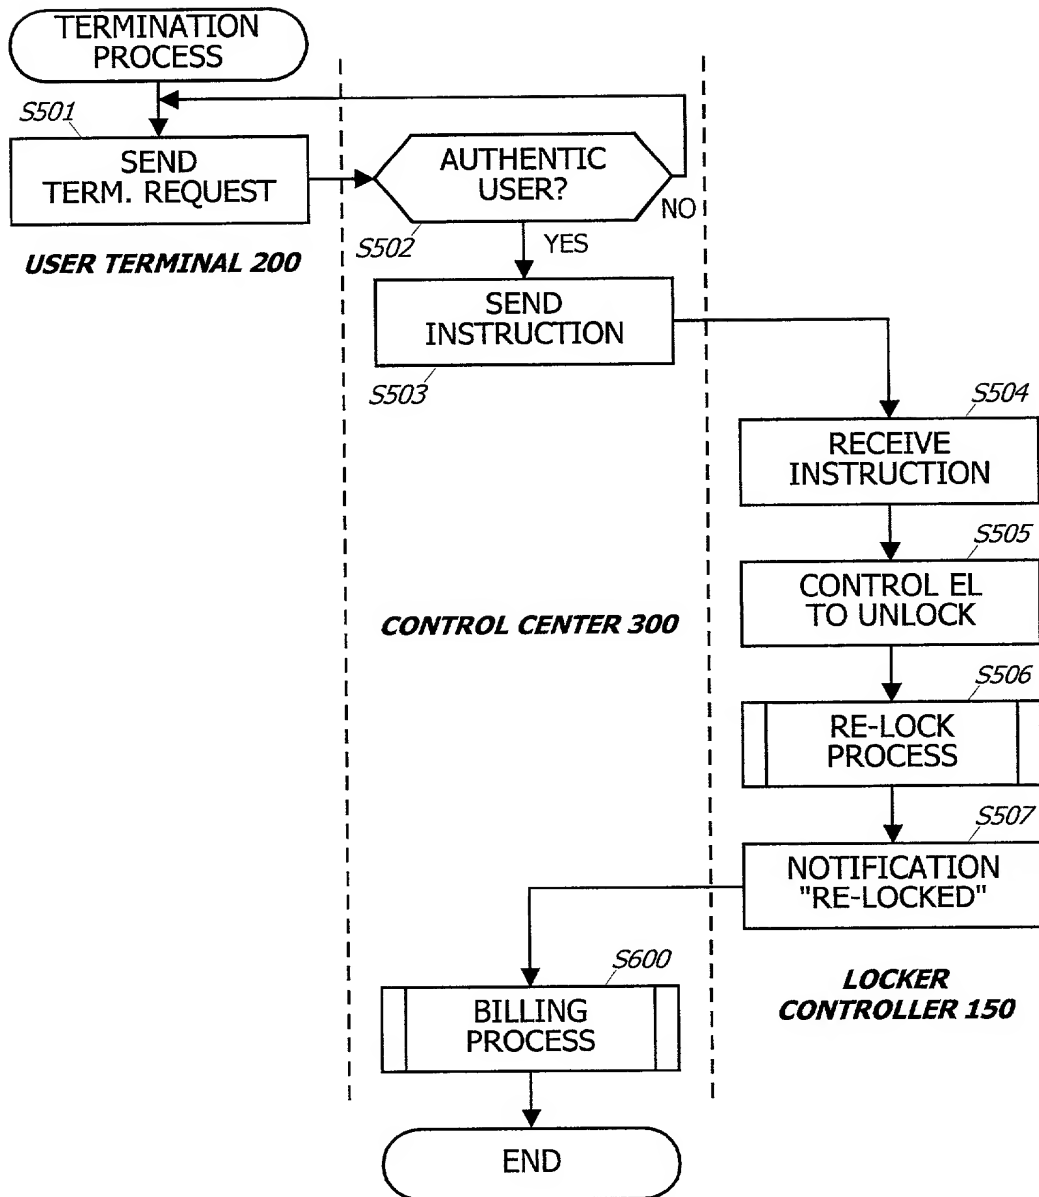 TERMINATION
PROCESS
S501
SEND
TERM. REQUEST
USER TERMINAL 200
AUTHENTIC
USER?
NO
S502
YES
SEND
INSTRUCTION
S503
S504
RECEIVE
INSTRUCTION
S505
CONTROL EL
TO UNLOCK
CONTROL CENTER 300
S506
RE-LOCK
PROCESS
S507
NOTIFICATION
"RE-LOCKED"
LOCKER
CONTROLLER 150
S600
BILLING
PROCESS
END